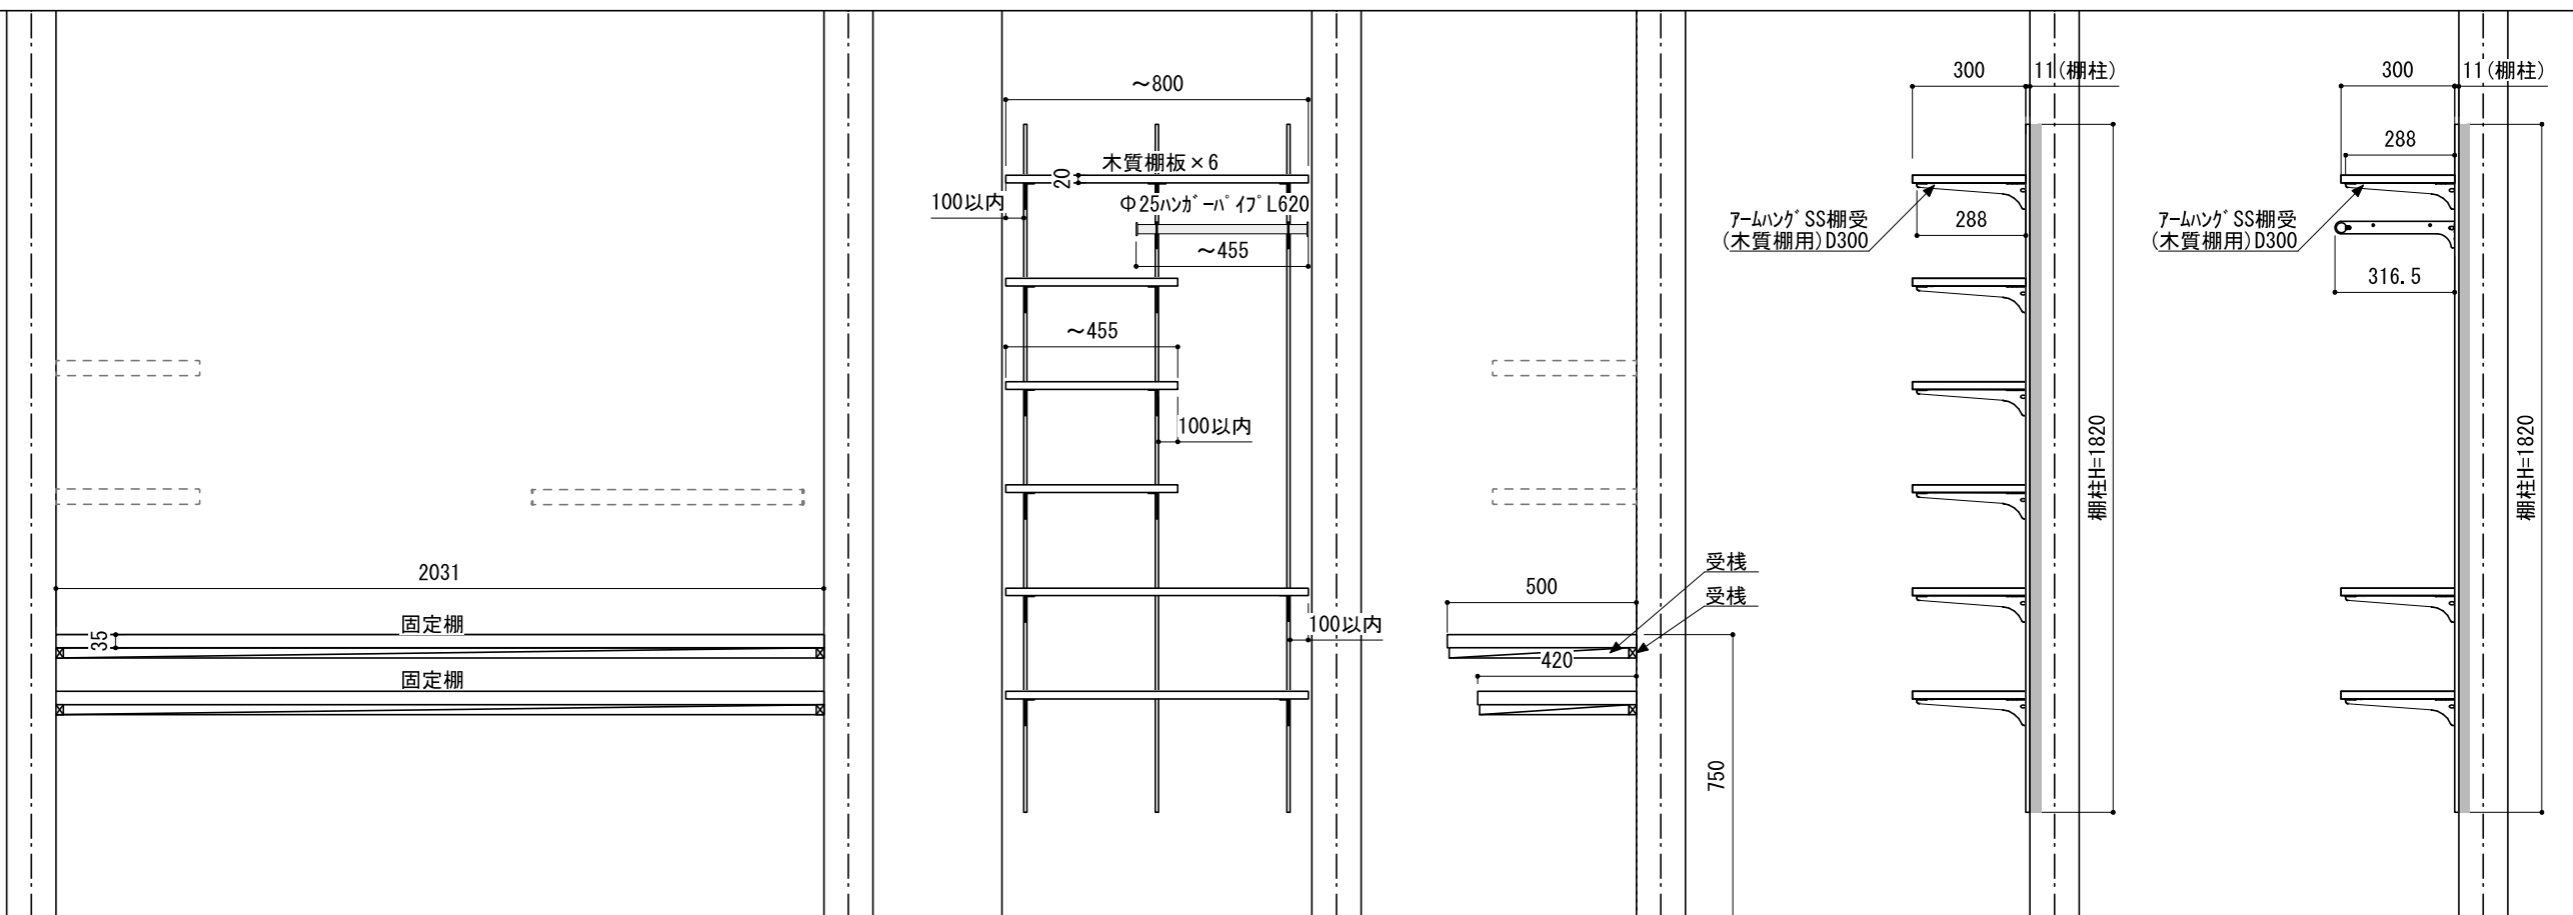 ~800
木質棚板×6
20
100以内
Φ25ﾊﾝｶﾞｰﾊﾟｲﾌﾟL620
~455
~455
100以内
100以内
2031
固定棚
35
固定棚
500
受桟
受桟
420
750
300
11(棚柱)
ｱｰﾑﾊﾝｸﾞSS棚受
(木質棚用)D300
288
棚柱H=1820
300
11(棚柱)
288
ｱｰﾑﾊﾝｸﾞSS棚受
(木質棚用)D300
316.5
棚柱H=1820